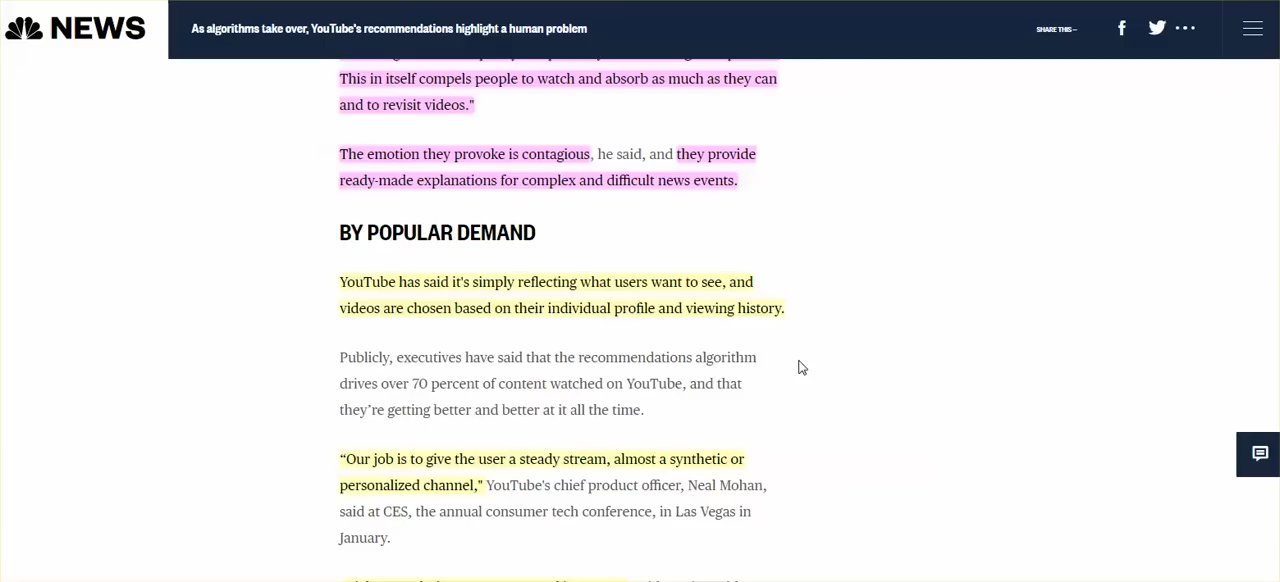 NEWS
As algorithms take over, YouTube's recommendations highlight a human problem
SHARE THIS —
This in itself compels people to watch and absorb as much as they can
and to revisit videos."
The emotion they provoke is contagious, he said, and they provide
ready-made explanations for complex and difficult news events.
BY POPULAR DEMAND
YouTube has said it's simply reflecting what users want to see, and
videos are chosen based on their individual profile and viewing history.
Publicly, executives have said that the recommendations algorithm
drives over 70 percent of content watched on YouTube, and that
they're getting better and better at it all the time.
“Our job is to give the user a steady stream, almost a synthetic or
personalized channel," YouTube's chief product officer, Neal Mohan,
said at CES, the annual consumer tech conference, in Las Vegas in
January.